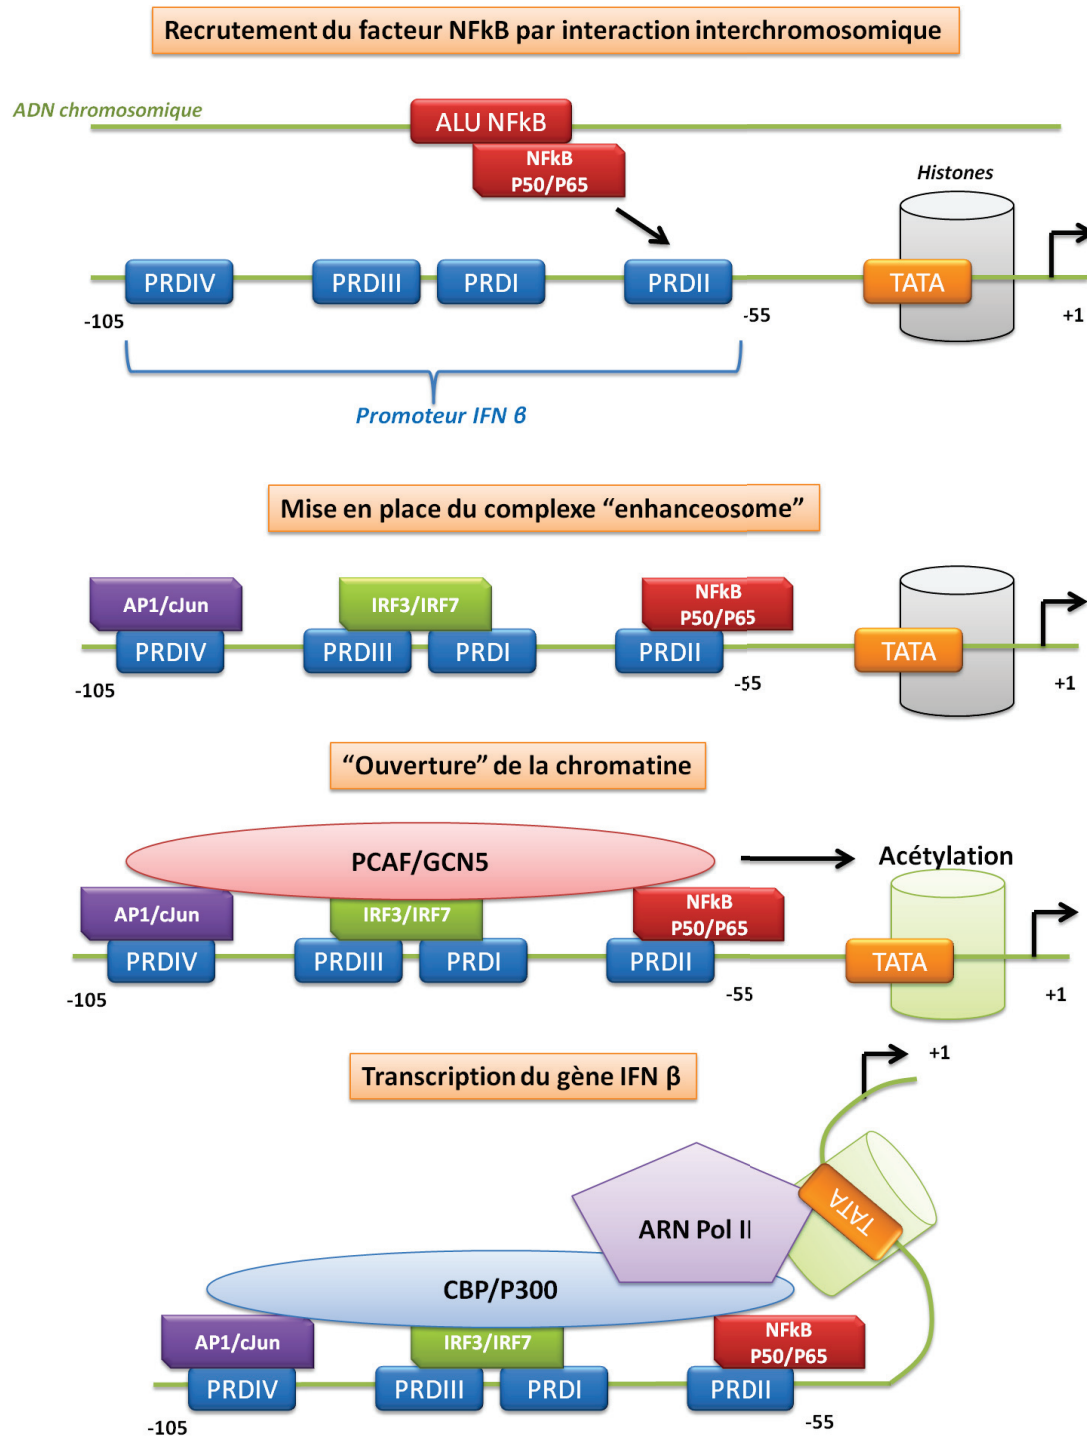 Recrutement du facteur NFkB par interaction interchromosomique
ADN chromosomique
ALU NFkB
NFkB
P50/P65
Histones
PRDIV
PRDIII
PRDI
PRDII
TATA
-105
-55
+1
Promoteur IFN β
Mise en place du complexe “enhanceosome”
AP1/cJun
IRF3/IRF7
NFkB
P50/P65
PRDIV
PRDIII
PRDI
PRDII
TATA
-105
-55
+1
“Ouverture” de la chromatine
PCAF/GCN5
Acétylation
AP1/cJun
IRF3/IRF7
NFkB
P50/P65
PRDIV
PRDIII
PRDI
PRDII
TATA
-105
-55
+1
Transcription du gène IFN β
+1
TATA
ARN Pol II
CBP/P300
AP1/cJun
IRF3/IRF7
NFkB
P50/P65
PRDIV
PRDIII
PRDI
PRDII
-105
-55